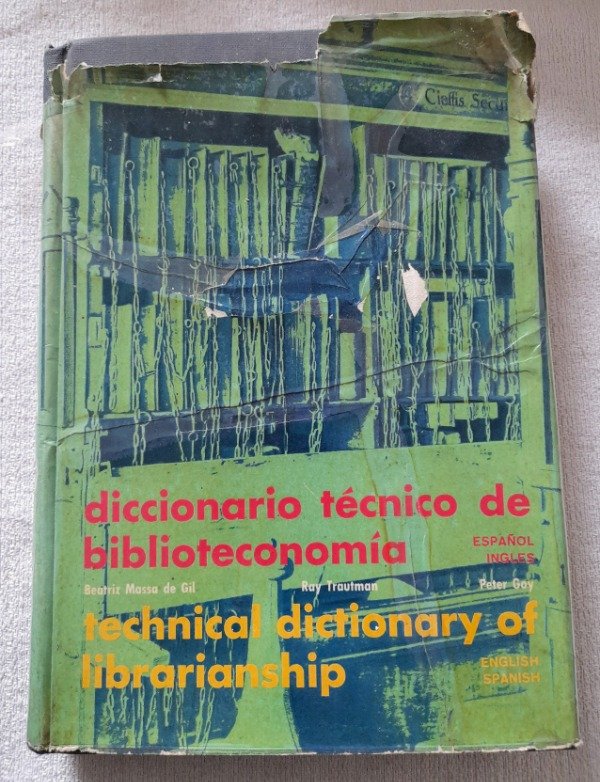 diccionario técnico de
biblioteconomía
ESPAÑOL
INGLES
Beatriz Massa de Gil Ray Trautman Peter Goy
technical dictionary of
librarianship
ENGLISH
SPANISH